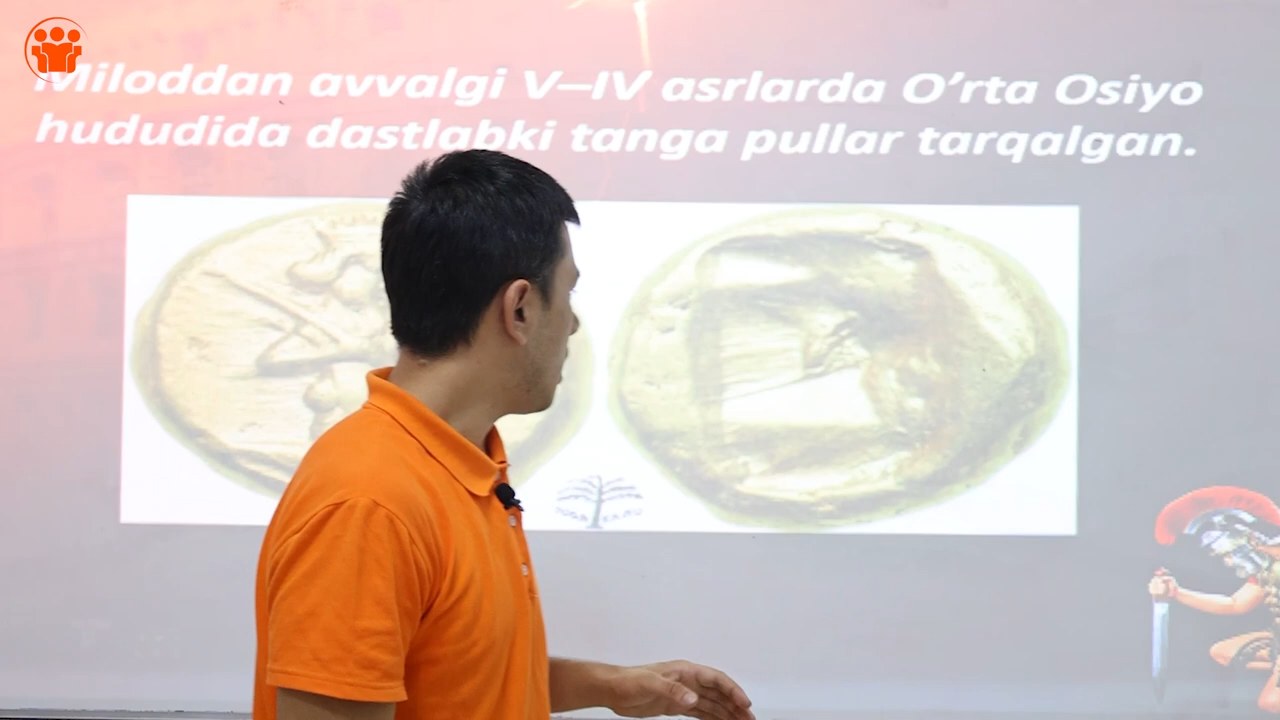 Miloddan avvalgi V–IV asrlarda O‘rta Osiyo
hududida dastlabki tanga pullar tarqalgan.